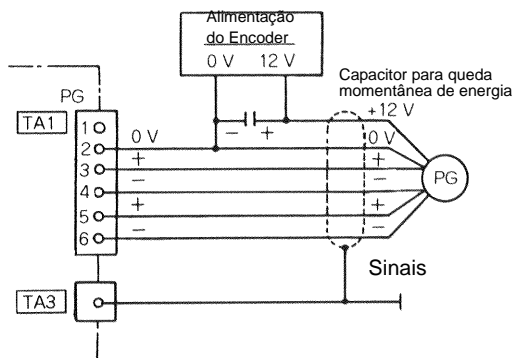 Alimentação
do Encoder
0 V 12 V
Capacitor para queda
momentânea de energia
PG
+12 V
TA1
1
− +
2
0 V
0 V
3
+
+
PG
4
−
−
5
+
+
6
−
−
Sinais
TA3